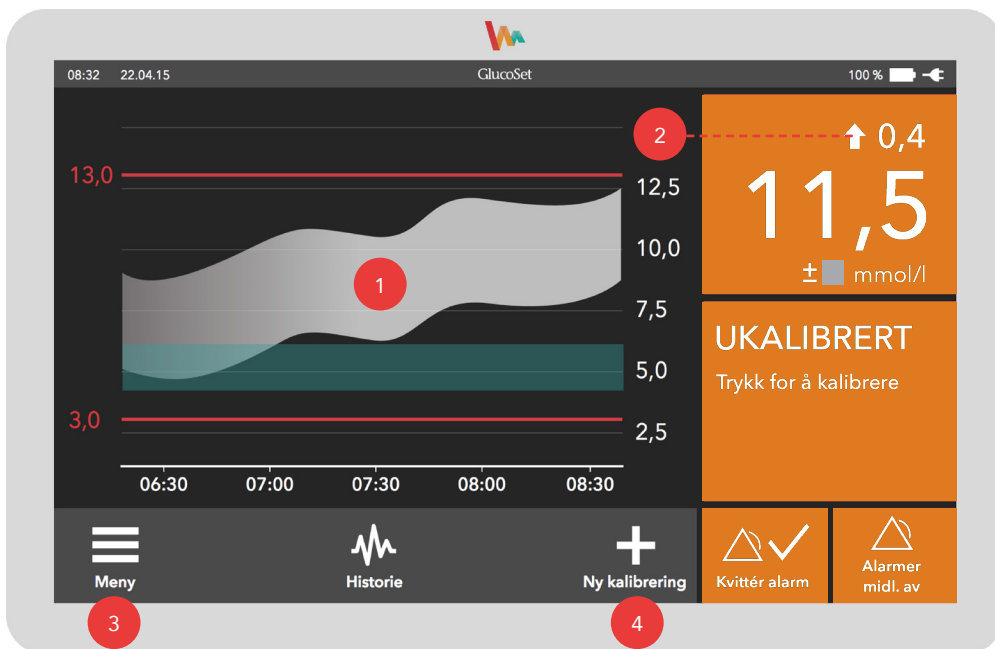 08:32 22.04.15 GlucoSet 100 %
2 0,4
13,0
12,5
11,5
10,0
1
± mmol/l
7,5
UKALIBRERT
5,0
Trykk for å kalibrere
3,0
2,5
06:30 07:00 07:30 08:00 08:30
Meny
Historie
Ny kalibrering
Kvittér alarm
Alarmer
midl. av
3
4